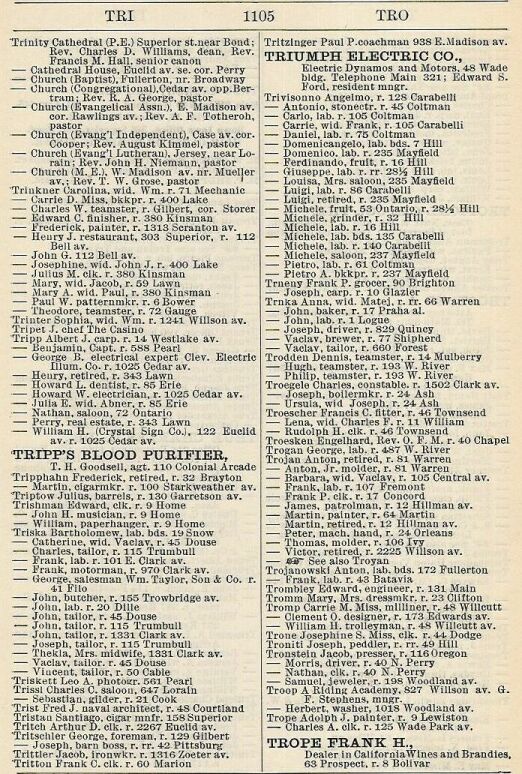 TRI 1105 TRO
Trinity Cathedral (P.E.) Superior st. near Bond;
Rev. Charles D. Williams, dean, Rev.
Francis M. Hall, senior canon
— Cathedral House, Euclid av. se. cor. Perry
— Church (Baptist), Fullerton, nr. Broadway
— Church (Congregational), Cedar av. opp. Ber-
tram; Rev. R. A. George, pastor
— Church (Evangelical Assn.), E. Madison av.
cor. Rawlings av.; Rev. A. F. Totheroh,
pastor
— Church (Evang'l Independent), Case av. cor.
Cooper; Rev. August Kimmel, pastor
— Church (Evang'l Lutheran), Jersey, near Lo-
rain; Rev. John H. Niemann, pastor
— Church (M. E.), W. Madison av. nr. Mueller
av.; Rev. T. W. Grose, pastor
Trinkner Carolina, wid. Wm. r. 71 Mechanic
— Carrie D. Miss, bkkpr. r. 400 Lake
— Charles W. teamster, r. Gilbert, cor. Storer
— Edward C. finisher, r. 380 Kinsman
— Frederick, painter, r. 1313 Scranton av.
— Henry J. restaurant, 303 Superior, r. 112
Bell av.
— John G. 112 Bell av.
— Josephine, wid. John J. r. 400 Lake
— Julius M. clk. r. 380 Kinsman
— Mary, wid. Jacob, r. 59 Lawn
— Mary A. wid. Paul, r. 380 Kinsman
— Paul W. patternmkr. r. 6 Bower
— Theodore, teamster, r. 72 Gauge
Trinter Sophia, wid. Wm. r. 1241 Willson av.
Tripet J. chef The Casino
Tripp Albert J. carp. r. 14 Westlake av.
— Benjamin, Capt. r. 588 Pearl
— George B. electrical expert Clev. Electric
Illum. Co. r. 1025 Cedar av.
— Henry, retired, r. 343 Lawn
— Howard L. dentist, r. 85 Erie
— Howard W. electrician, r. 1025 Cedar av.
— Julia E. wid. Abner, r. 85 Erie
— Nathan, saloon, 72 Ontario
— Perry, real estate, r. 343 Lawn
— William H. (Crystal Sign Co.), 122 Euclid
av. r. 1025 Cedar av.
TRIPP'S BLOOD PURIFIER,
T. H. Goodsell, agt. 110 Colonial Arcade
Tripphahn Frederick, retired, r. 32 Brayton
— Martin, cigarmkr. r. 100 Starkweather av.
Triptow Julius, barrels, r. 130 Garretson av.
Trishman Edward, clk. r. 9 Home
— John H. musician, r. 9 Home
— William, paperhanger, r. 9 Home
Triska Bartholomew, lab. bds. 19 Snow
— Catherine, wid. Vaclav, r. 45 Douse
— Charles, tailor, r. 115 Trumbull
— Frank, lab. r. 101 E. Clark av.
— Frank, motorman, r. 970 Clark av.
— George, salesman Wm. Taylor, Son & Co. r.
41 Filo
— John, butcher, r. 155 Trowbridge av.
— John, lab. r. 20 Dille
— John, tailor, r. 45 Douse
— John, tailor, r. 115 Trumbull
— John, tailor, r. 1331 Clark av.
— Joseph, tailor, r. 115 Trumbull
— Thekla, Mrs. midwife, 1331 Clark av.
— Vaclav, tailor, r. 45 Douse
— Vincent, tailor, r. 50 Cable
Triskett Leo A. photogr. 561 Pearl
Trissl Charles C. saloon, 647 Lorain
— Sebastian, gilder, r. 21 Cook
Trist Fred J. naval architect, r. 48 Courtland
Tristan Santiago, cigar mnfr. 158 Superior
Tritch Arthur D. clk. r. 2267 Euclid av.
Tritschler George, foreman, r. 129 Gilbert
— Joseph, barn boss, r. rr. 42 Pittsburg
Trittler Jacob, ironwkr. r. 1316 Zoeter av.
Tritton Frank C. clk. r. 60 Marion
Tritzinger Paul P. coachman 938 E. Madison av.
TRIUMPH ELECTRIC CO.,
Electric Dynamos and Motors, 48 Wade
bldg. Telephone Main 321; Edward S.
Ford, resident mngr.
Trivisonno Angelmo, r. 128 Carabelli
— Antonio, stonectr. r. 45 Coltman
— Carlo, lab. r. 105 Coltman
— Carrie, wid. Frank, r. 105 Carabelli
— Daniel, lab. r. 75 Coltman
— Domenicangelo, lab. bds. 7 Hill
— Domenico, lab. r. 235 Mayfield
— Ferdinando, fruit, r. 16 Hill
— Giuseppe, lab. r. rr. 28½ Hill
— Louisa, Mrs. saloon, 235 Mayfield
— Luigi, lab. r. 86 Carabelli
— Luigi, retired, r. 235 Mayfield
— Michele, fruit, 53 Ontario, r. 28½ Hill
— Michele, grinder, r. 32 Hill
— Michele, lab. r. 16 Hill
— Michele, lab. bds. 135 Carabelli
— Michele, lab. r. 140 Carabelli
— Michele, saloon, 237 Mayfield
— Pietro, lab. r. 61 Coltman
— Pietro A. bkkpr. r. 237 Mayfield
Trneny Frank P. grocer, 90 Brighton
— Joseph, carp. r. 10 Glazier
Trnka Anna, wid. Matej, r. rr. 66 Warren
— John, baker, r. 17 Praha al.
— John, lab. r. 1 Logue
— Joseph, driver, r. 829 Quincy
— Vaclav, brewer, r. 77 Shipherd
— Vaclav, tailor, r. 660 Forest
Trodden Dennis, teamster, r. 14 Mulberry
— Hugh, teamster, r. 193 W. River
— Philip, teamster, r. 193 W. River
Troegele Charles, constable, r. 1502 Clark av.
— Joseph, boilermkr. r. 24 Ash
— Ursula, wid. Joseph, r. 24 Ash
Troescher Francis C. fitter, r. 46 Townsend
— Lena, wid. Charles F. r. 11 William
— Rudolph E. clk. r. 46 Townsend
Troesken Engelhard, Rev. O. F. M. r. 40 Chapel
Trogan George, lab. r. 487 W. River
Trojan Anton, retired, r. 81 Warren
— Anton, Jr. molder, r. 81 Warren
— Barbara, wid. Vaclav, r. 105 Central av.
— Frank, lab. r. 107 Fremont
— Frank P. clk. r. 17 Concord
— James, patrolman, r. 12 Hillman av.
— Martin, painter, r. 64 Martin
— Martin, retired, r. 12 Hillman av.
— Peter, mach. hand, r. 24 Orleans
— Thomas, molder, r. 106 Ivy
— Victor, retired, r. 2225 Willson av.
☞ See also Troyan
Trojanowski Anton, lab. bds. 172 Fullerton
— Frank, lab. r. 43 Batavia
Trombley Edward, engineer, r. 131 Main
Tromm Mary, Mrs. dressmkr. r. 23 Clifton
Tromp Carrie M. Miss, milliner, r. 48 Willcutt
— Clement O. designer, r. 173 Edwards av.
— William H. trolleyman, r. 48 Willcutt av.
Trone Josephine S. Miss, clk. r. 44 Dodge
Troniti Joseph, peddler, r. rr. 49 Hill
Tronstein Jacob, presser, r. 116 Oregon
— Morris, driver, r. 40 N. Perry
— Nathan, clk. r. 40 N. Perry
— Samuel, jeweler, r. 198 Woodland av.
Troop A Riding Academy, 827 Willson av. G.
F. Stephens, mngr.
— Herbert, washer, 1018 Woodland av.
Trope Adolph J. painter, r. 9 Lewiston
— Charles A. clk. r. 125 Wade Park av.
TROPE FRANK H.,
Dealer in California Wines and Brandies,
63 Prospect, r. 8 Bolivar